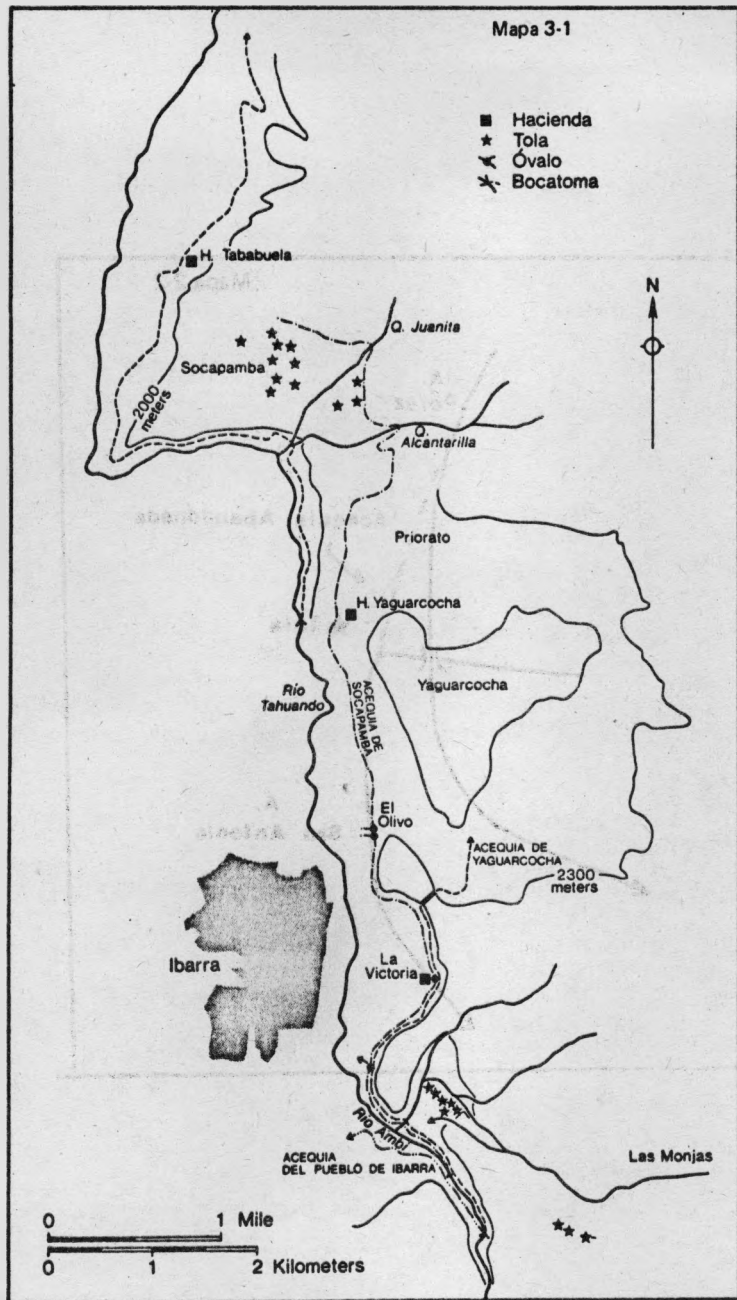 Mapa 3-1
Hacienda
Tola
Óvalo
Bocatoma
N
H. Tababuela
Q. Juanita
Socapamba
2000
meters
Q.
Alcantarilla
Priorato
H. Yaguarcocha
Yaguarcocha
Río
Tahuando
ACEQUIA DE
SOCAPAMBA
El
Olivo
ACEQUIA DE
YAGUARCOCHA
2300
meters
Ibarra
La
Victoria
Río Ambi
ACEQUIA
DEL PUEBLO DE IBARRA
Las Monjas
0 1 Mile
0 1 2 Kilometers